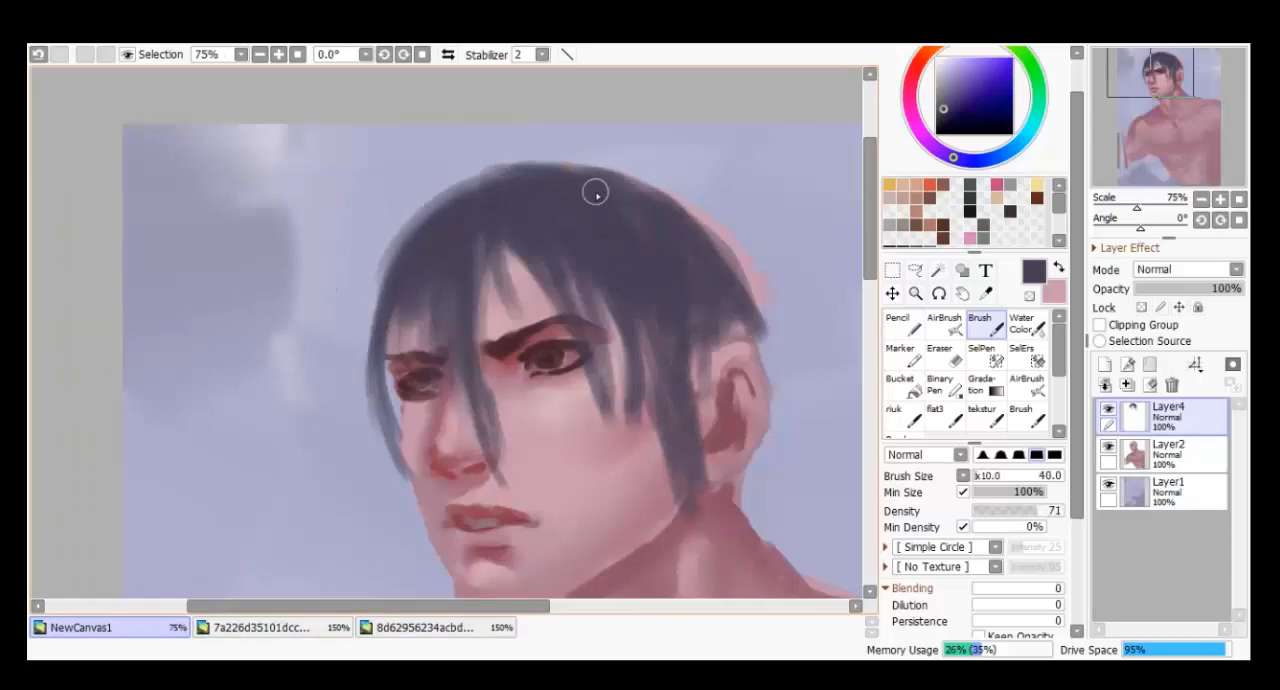 Selection 75% 0.0° Stabilizer 2
Scale 75%
Angle 0°
Layer Effect
Mode Normal
Opacity 100%
Lock
Clipping Group
Selection Source
T
Pencil AirBrush Brush Water Color
Marker Eraser SelPen SelErs
Bucket Binary Pen Grada- tion AirBrush
riuk flat3 tekstur Brush
Normal
Brush Size x10.0 40.0
Min Size 100%
Density 71
Min Density 0%
[ Simple Circle ] Intensity 25
[ No Texture ] Intensity 95
Blending 0
Dilution 0
Persistence 0
Keep Opacity
Layer4
Normal
100%
Layer2
Normal
100%
Layer1
Normal
100%
NewCanvas1 75% 7a226d35101dcc... 150% 8d62956234acbd... 150%
Memory Usage 26% (35%) Drive Space 95%